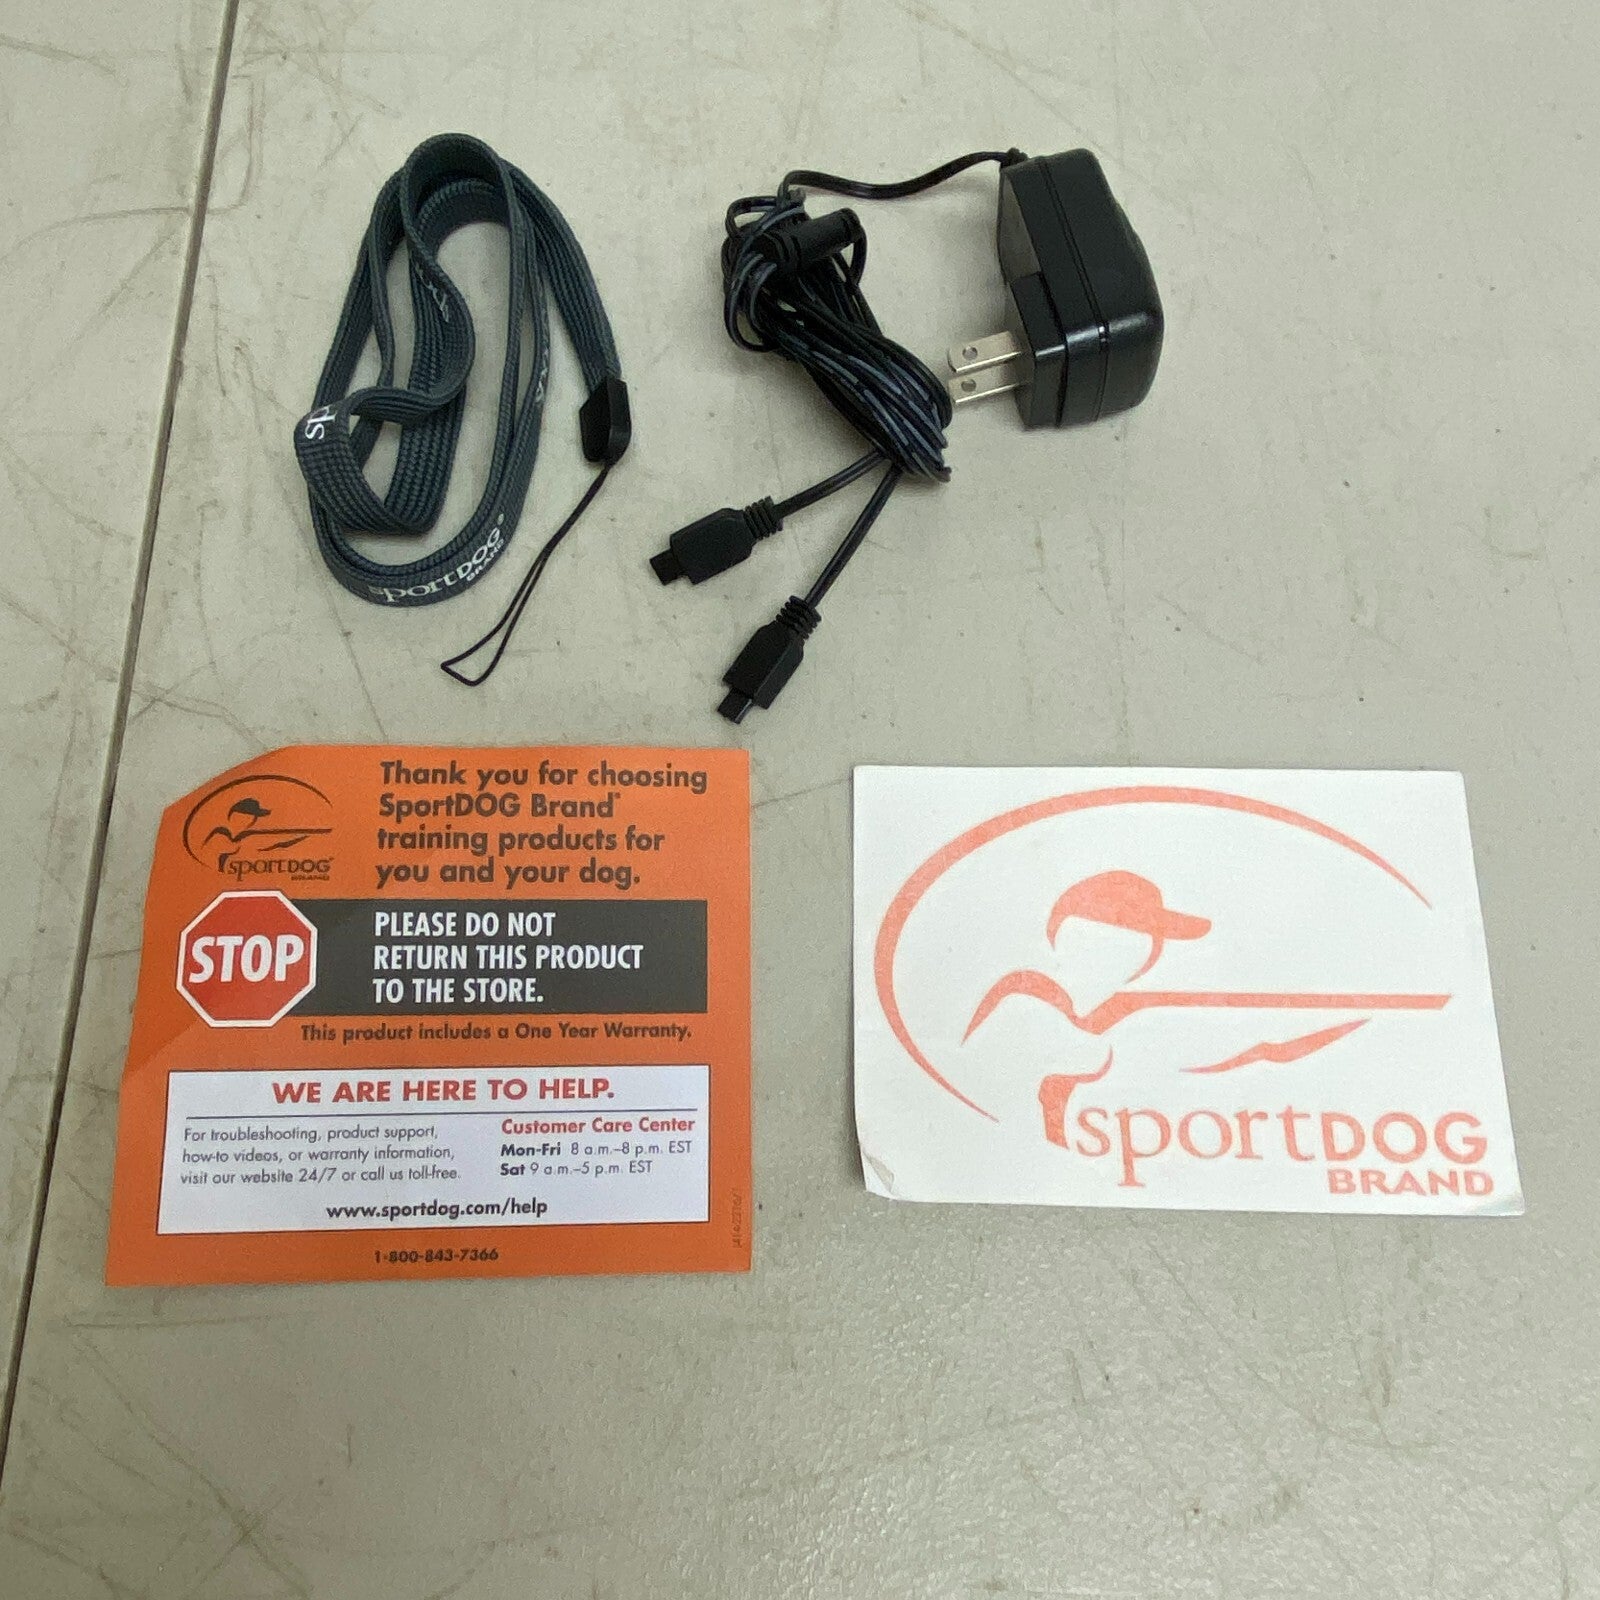 sp
sportDOG®
BRAND
Thank you for choosing
SportDOG Brand®
training products for
you and your dog.
sportDOG®
BRAND
STOP
PLEASE DO NOT
RETURN THIS PRODUCT
TO THE STORE.
This product includes a One Year Warranty.
WE ARE HERE TO HELP.
For troubleshooting, product support,
how-to videos, or warranty information,
visit our website 24/7 or call us toll-free.
Customer Care Center
Mon-Fri 8 a.m.–8 p.m. EST
Sat 9 a.m.–5 p.m. EST
www.sportdog.com/help
1-800-843-7366
sportDOG
BRAND